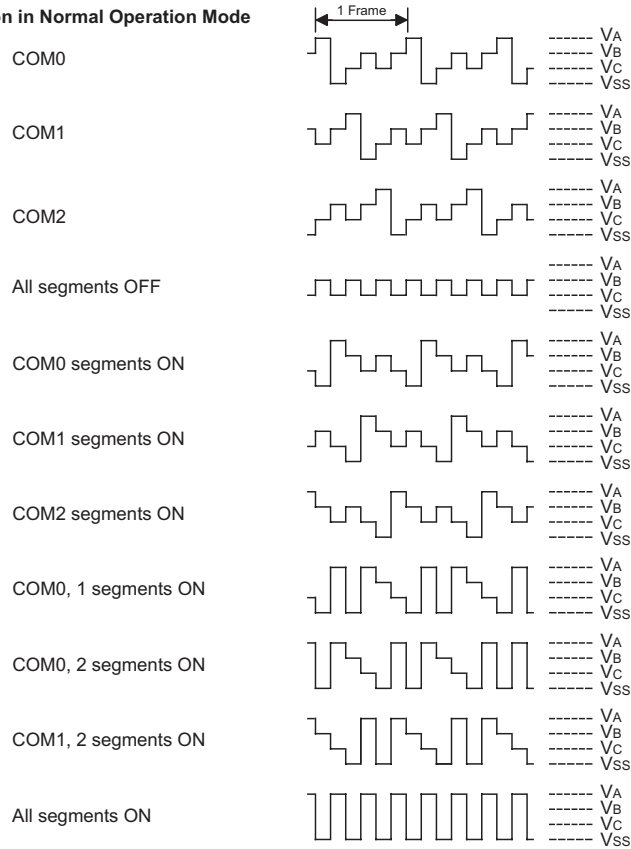 on in Normal Operation Mode
1 Frame
COM0
VA
VB
VC
VSS
COM1
VA
VB
VC
VSS
COM2
VA
VB
VC
VSS
All segments OFF
VA
VB
VC
VSS
COM0 segments ON
VA
VB
VC
VSS
COM1 segments ON
VA
VB
VC
VSS
COM2 segments ON
VA
VB
VC
VSS
COM0, 1 segments ON
VA
VB
VC
VSS
COM0, 2 segments ON
VA
VB
VC
VSS
COM1, 2 segments ON
VA
VB
VC
VSS
All segments ON
VA
VB
VC
VSS